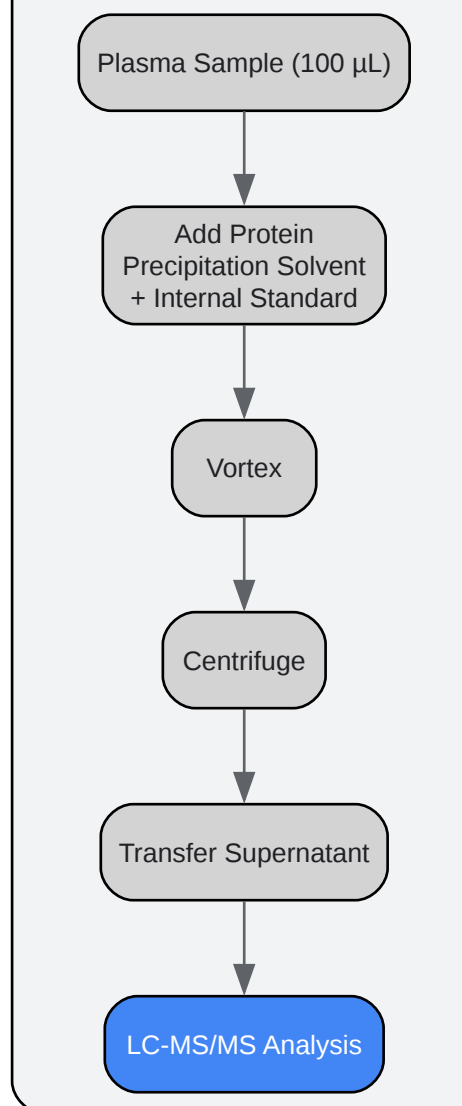 Plasma Sample (100 µL)
Add Protein
Precipitation Solvent
+ Internal Standard
Vortex
Centrifuge
Transfer Supernatant
LC-MS/MS Analysis